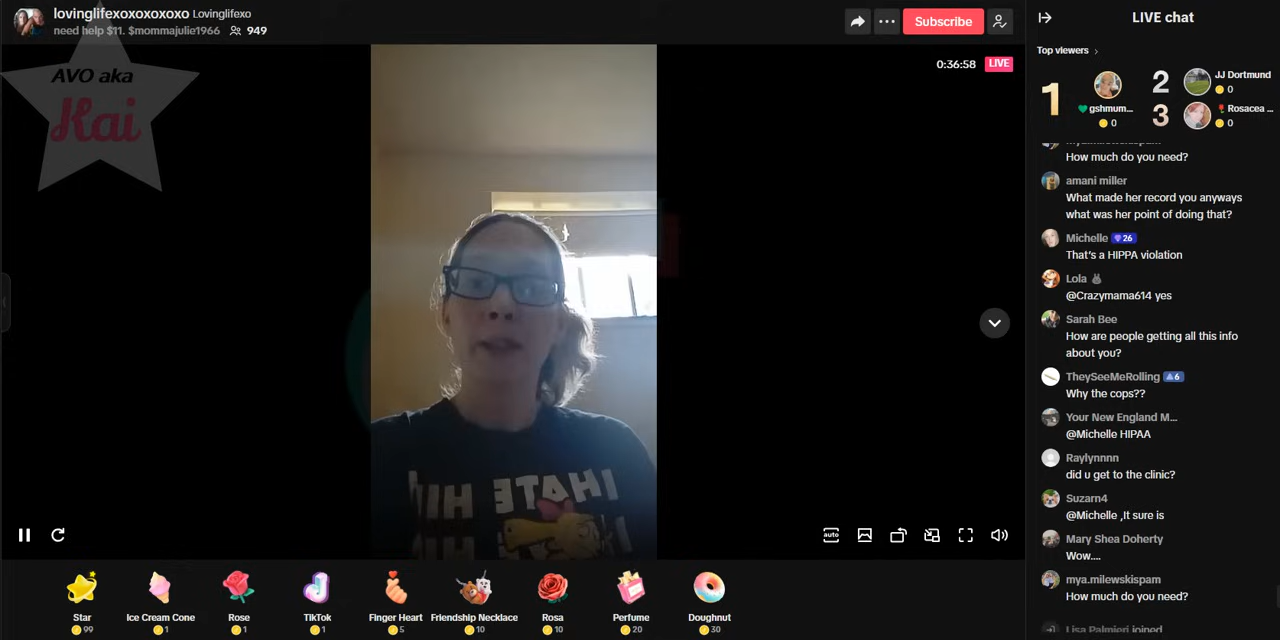 lovinglifexoxoxoxoxo Lovinglifexo
need help $11. $mommajulie1966 949
Subscribe
AVO aka
Kai
0:36:58 LIVE
LIVE chat
Top viewers
1
gshmum...
0
2
JJ Dortmund
0
3
Rosacea ...
0
How much do you need?
amani miller
What made her record you anyways
what was her point of doing that?
Michelle 26
That's a HIPPA violation
Lola
@Crazymama614 yes
Sarah Bee
How are people getting all this info
about you?
TheySeeMeRolling 6
Why the cops??
Your New England M...
@Michelle HIPAA
Raylynnnn
did u get to the clinic?
Suzarn4
@Michelle ,It sure is
Mary Shea Doherty
Wow....
mya.milewskispam
How much do you need?
Lisa Palmieri joined
I HATE HI
auto
Star
99
Ice Cream Cone
1
Rose
1
TikTok
1
Finger Heart
5
Friendship Necklace
10
Rosa
10
Perfume
20
Doughnut
30